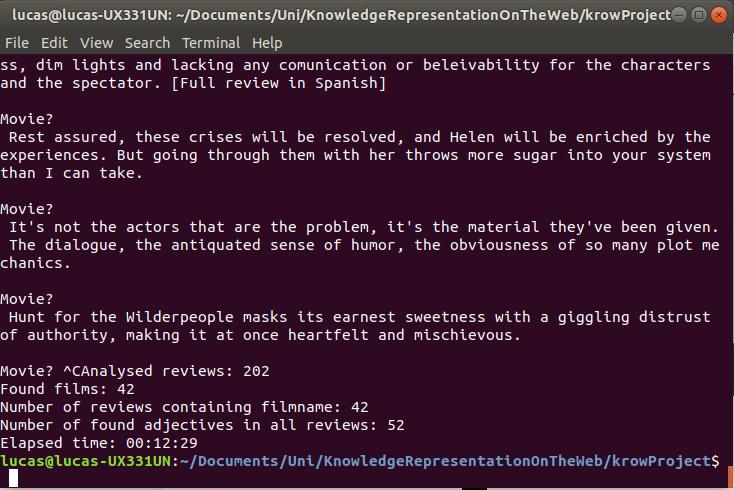 lucas@lucas-UX331UN: ~/Documents/Uni/KnowledgeRepresentationOnTheWeb/krowProject
File Edit View Search Terminal Help
ss, dim lights and lacking any comunication or beleivability for the characters
and the spectator. [Full review in Spanish]
Movie?
Rest assured, these crises will be resolved, and Helen will be enriched by the
experiences. But going through them with her throws more sugar into your system
than I can take.
Movie?
It's not the actors that are the problem, it's the material they've been given.
The dialogue, the antiquated sense of humor, the obviousness of so many plot me
chanics.
Movie?
Hunt for the Wilderpeople masks its earnest sweetness with a giggling distrust
of authority, making it at once heartfelt and mischievous.
Movie? ^CAnalysed reviews: 202
Found films: 42
Number of reviews containing filmname: 42
Number of found adjectives in all reviews: 52
Elapsed time: 00:12:29
lucas@lucas-UX331UN:~/Documents/Uni/KnowledgeRepresentationOnTheWeb/krowProject$